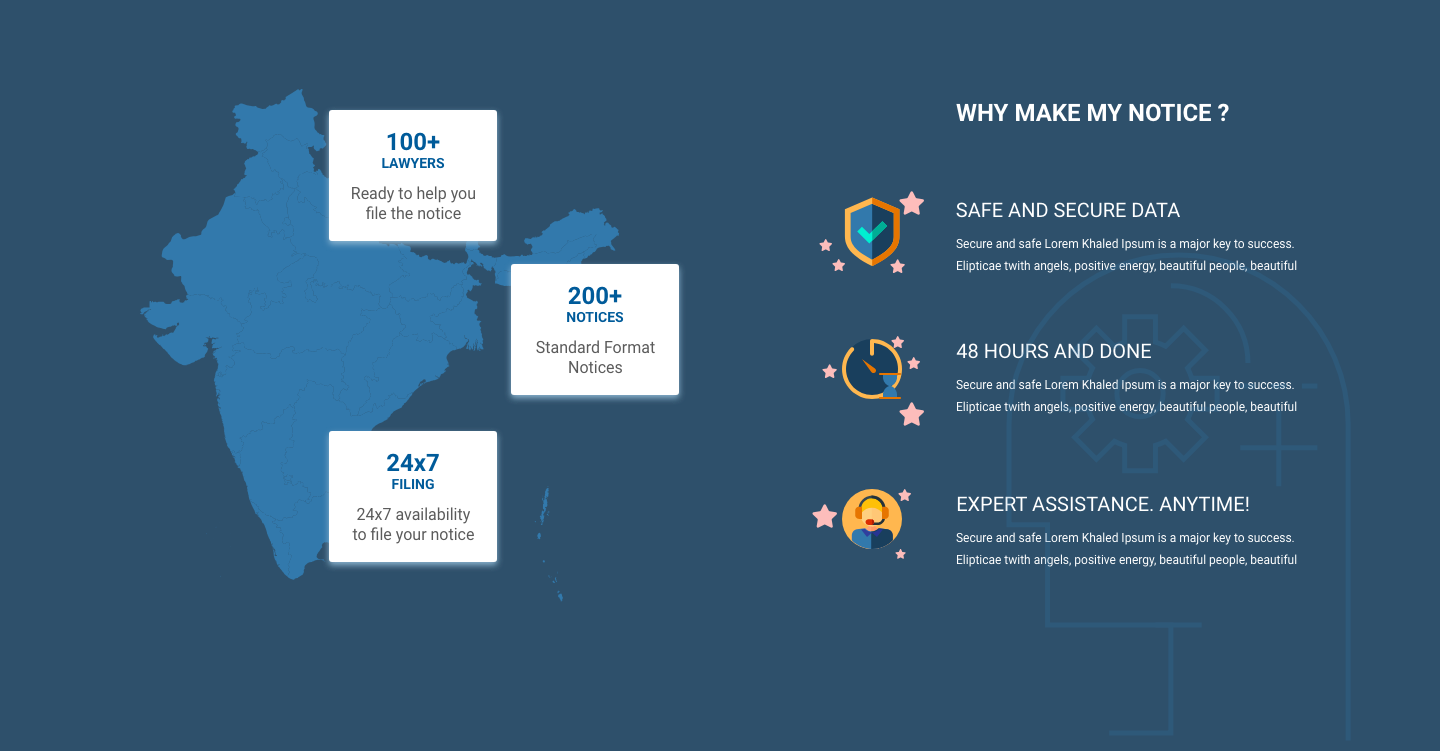 100+
LAWYERS
Ready to help you
file the notice
200+
NOTICES
Standard Format
Notices
24x7
FILING
24x7 availability
to file your notice
WHY MAKE MY NOTICE ?
SAFE AND SECURE DATA
Secure and safe Lorem Khaled Ipsum is a major key to success.
Elipticae twith angels, positive energy, beautiful people, beautiful
48 HOURS AND DONE
Secure and safe Lorem Khaled Ipsum is a major key to success.
Elipticae twith angels, positive energy, beautiful people, beautiful
EXPERT ASSISTANCE. ANYTIME!
Secure and safe Lorem Khaled Ipsum is a major key to success.
Elipticae twith angels, positive energy, beautiful people, beautiful